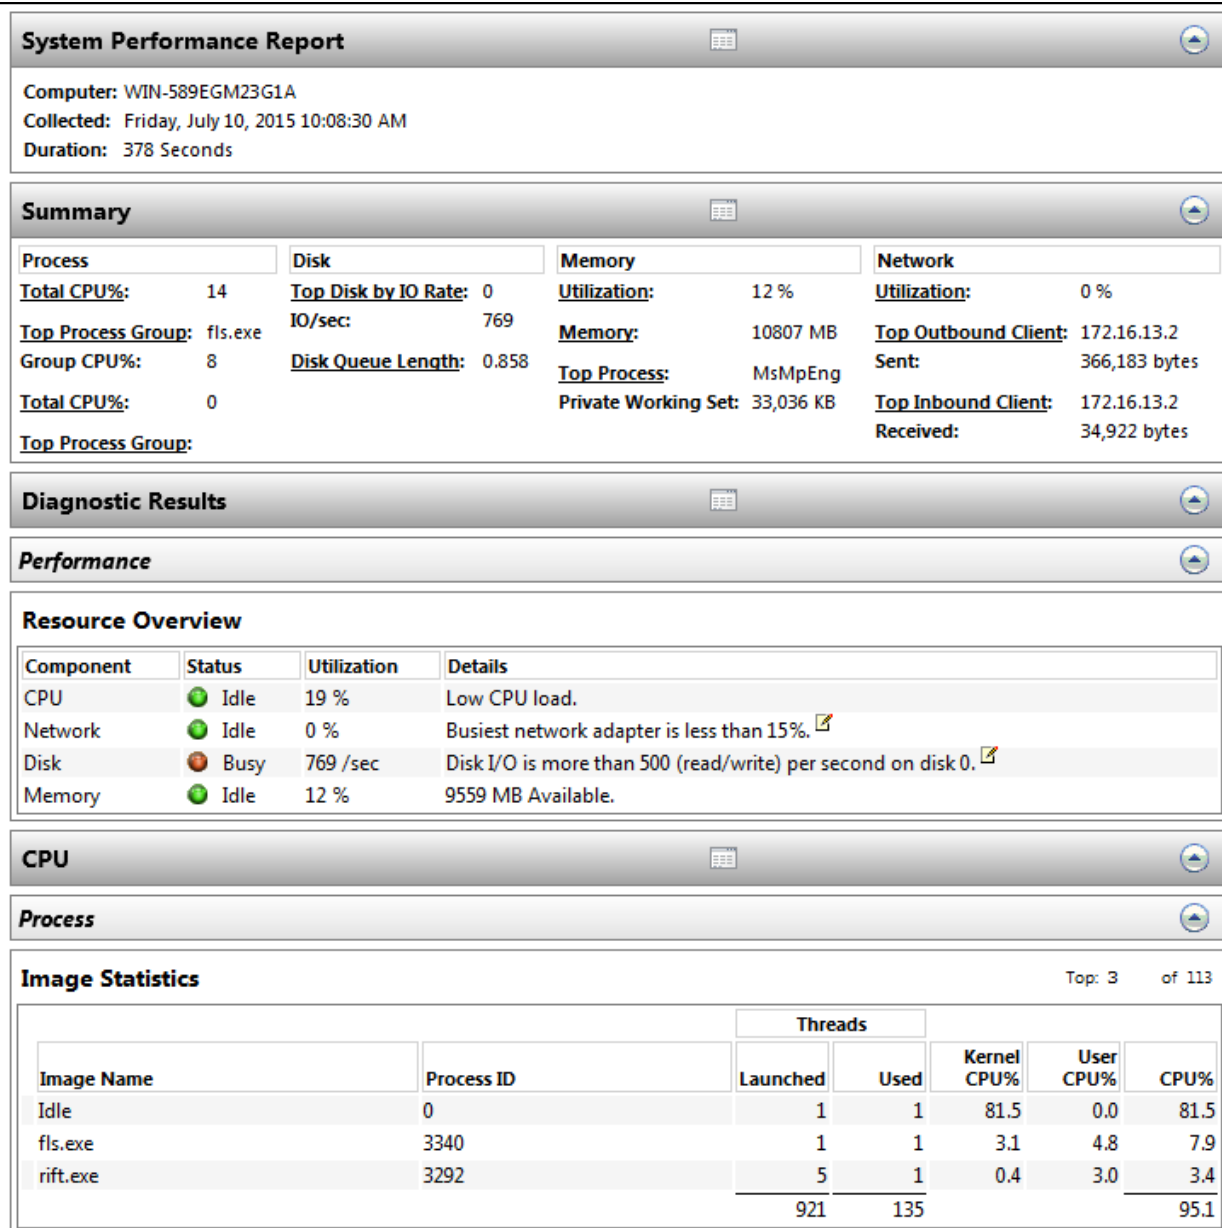 System Performance Report
Computer: WIN-589EGM23G1A
Collected: Friday, July 10, 2015 10:08:30 AM
Duration: 378 Seconds
Summary
Process Disk Memory Network
Total CPU%: 14 Top Disk by IO Rate: 0 Utilization: 12 % Utilization: 0 %
Top Process Group: fls.exe IO/sec: 769 Memory: 10807 MB Top Outbound Client: 172.16.13.2
Group CPU%: 8 Disk Queue Length: 0.858 Top Process: MsMpEng Sent: 366,183 bytes
Total CPU%: 0 Private Working Set: 33,036 KB Top Inbound Client: 172.16.13.2
Top Process Group: Received: 34,922 bytes
Diagnostic Results
Performance
Resource Overview
Component Status Utilization Details
CPU Idle 19 % Low CPU load.
Network Idle 0 % Busiest network adapter is less than 15%.
Disk Busy 769 /sec Disk I/O is more than 500 (read/write) per second on disk 0.
Memory Idle 12 % 9559 MB Available.
CPU
Process
Image Statistics Top: 3 of 113
Threads
Image Name Process ID Launched Used Kernel CPU% User CPU% CPU%
Idle 0 1 1 81.5 0.0 81.5
fls.exe 3340 1 1 3.1 4.8 7.9
rift.exe 3292 5 1 0.4 3.0 3.4
921 135 95.1